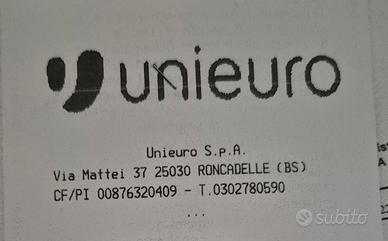 unieuro
Unieuro S.p.A.
Via Mattei 37 25030 RONCADELLE (BS)
CF/PI 00876320409 - T.0302780590
...
subito